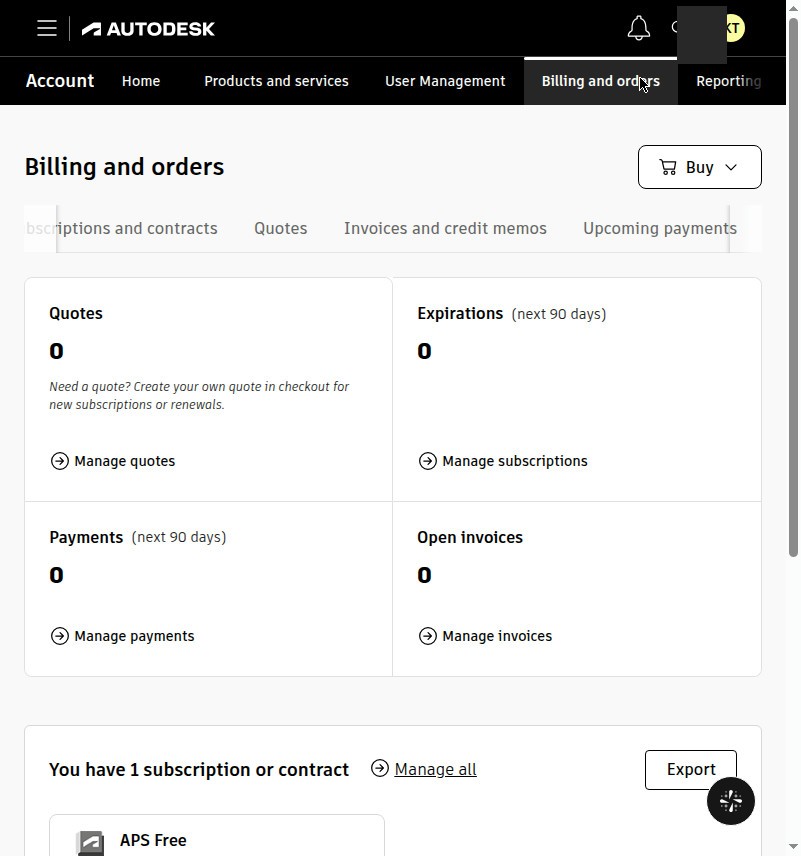 AUTODESK
KT
Account Home Products and services User Management Billing and orders Reporting
Billing and orders
Buy
bscriptions and contracts Quotes Invoices and credit memos Upcoming payments
Quotes
0
Need a quote? Create your own quote in checkout for
new subscriptions or renewals.
Manage quotes
Expirations (next 90 days)
0
Manage subscriptions
Payments (next 90 days)
0
Manage payments
Open invoices
0
Manage invoices
You have 1 subscription or contract Manage all Export
APS Free